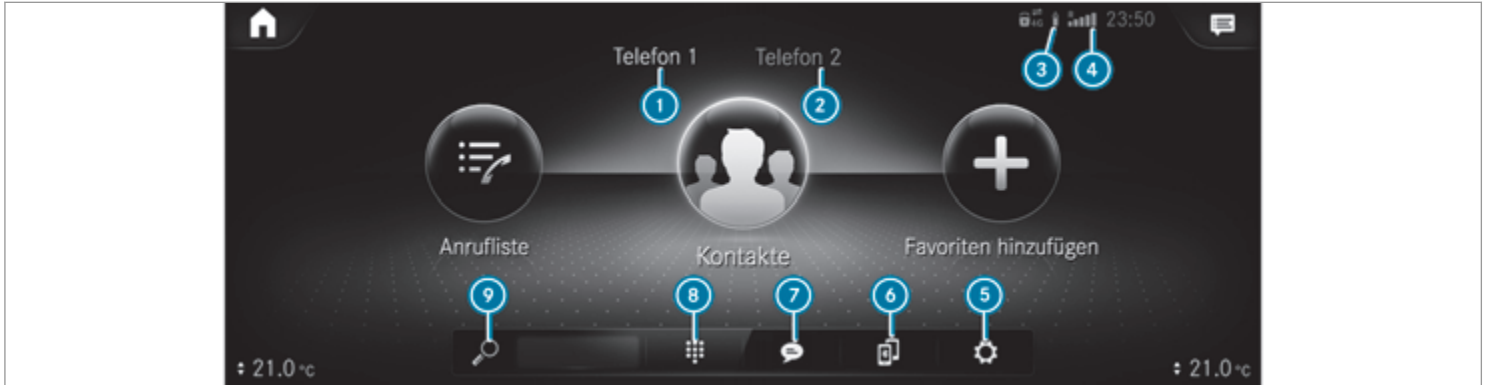 4G 23:50
Telefon 1 Telefon 2
3 4
1 2
Anrufliste Kontakte Favoriten hinzufügen
9 8 7 6 5
21.0 °C 21.0 °C